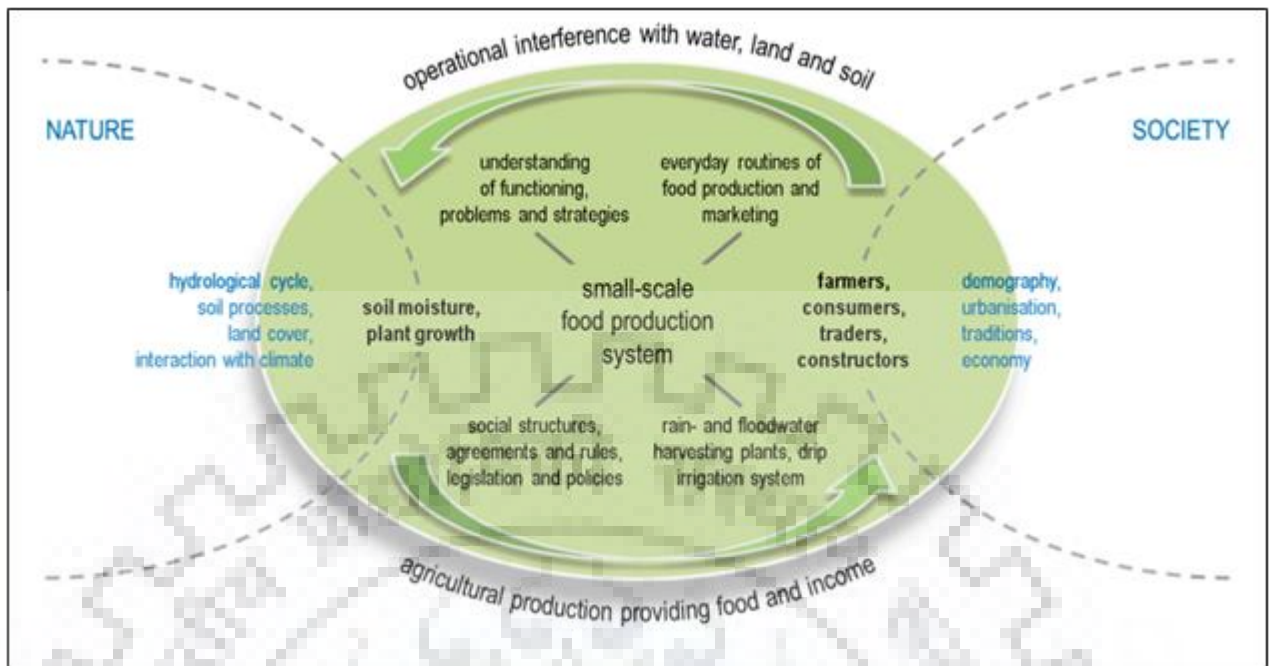 operational interference with water, land and soil
NATURE
SOCIETY
understanding
of functioning,
problems and strategies
everyday routines of
food production and
marketing
hydrological cycle,
soil processes,
land cover,
interaction with climate
soil moisture,
plant growth
small-scale
food production
system
farmers,
consumers,
traders,
constructors
demography,
urbanisation,
traditions,
economy
social structures,
agreements and rules,
legislation and policies
rain- and floodwater
harvesting plants, drip
irrigation system
agricultural production providing food and income